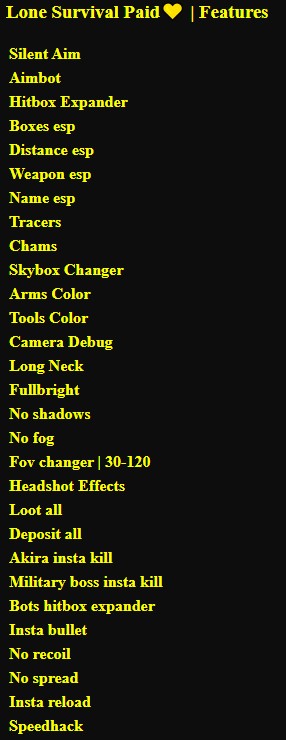 Lone Survival Paid 💛 | Features
Silent Aim
Aimbot
Hitbox Expander
Boxes esp
Distance esp
Weapon esp
Name esp
Tracers
Chams
Skybox Changer
Arms Color
Tools Color
Camera Debug
Long Neck
Fullbright
No shadows
No fog
Fov changer | 30-120
Headshot Effects
Loot all
Deposit all
Akira insta kill
Military boss insta kill
Bots hitbox expander
Insta bullet
No recoil
No spread
Insta reload
Speedhack